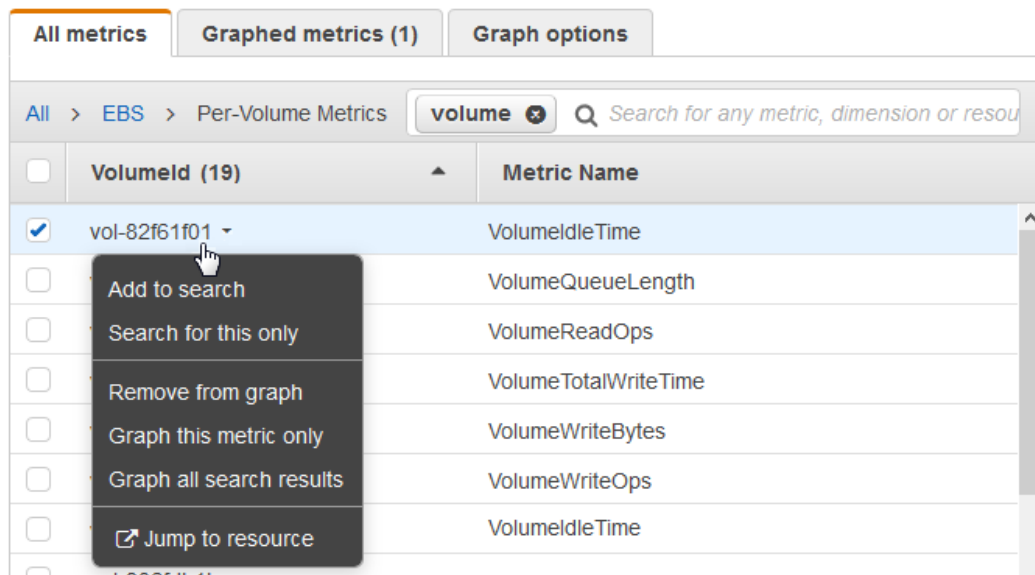 All metrics Graphed metrics (1) Graph options
All > EBS > Per-Volume Metrics volume Search for any metric, dimension or resou
VolumeId (19) Metric Name
vol-82f61f01 VolumeIdleTime
Add to search VolumeQueueLength
Search for this only VolumeReadOps
Remove from graph VolumeTotalWriteTime
Graph this metric only VolumeWriteBytes
Graph all search results VolumeWriteOps
Jump to resource VolumeIdleTime